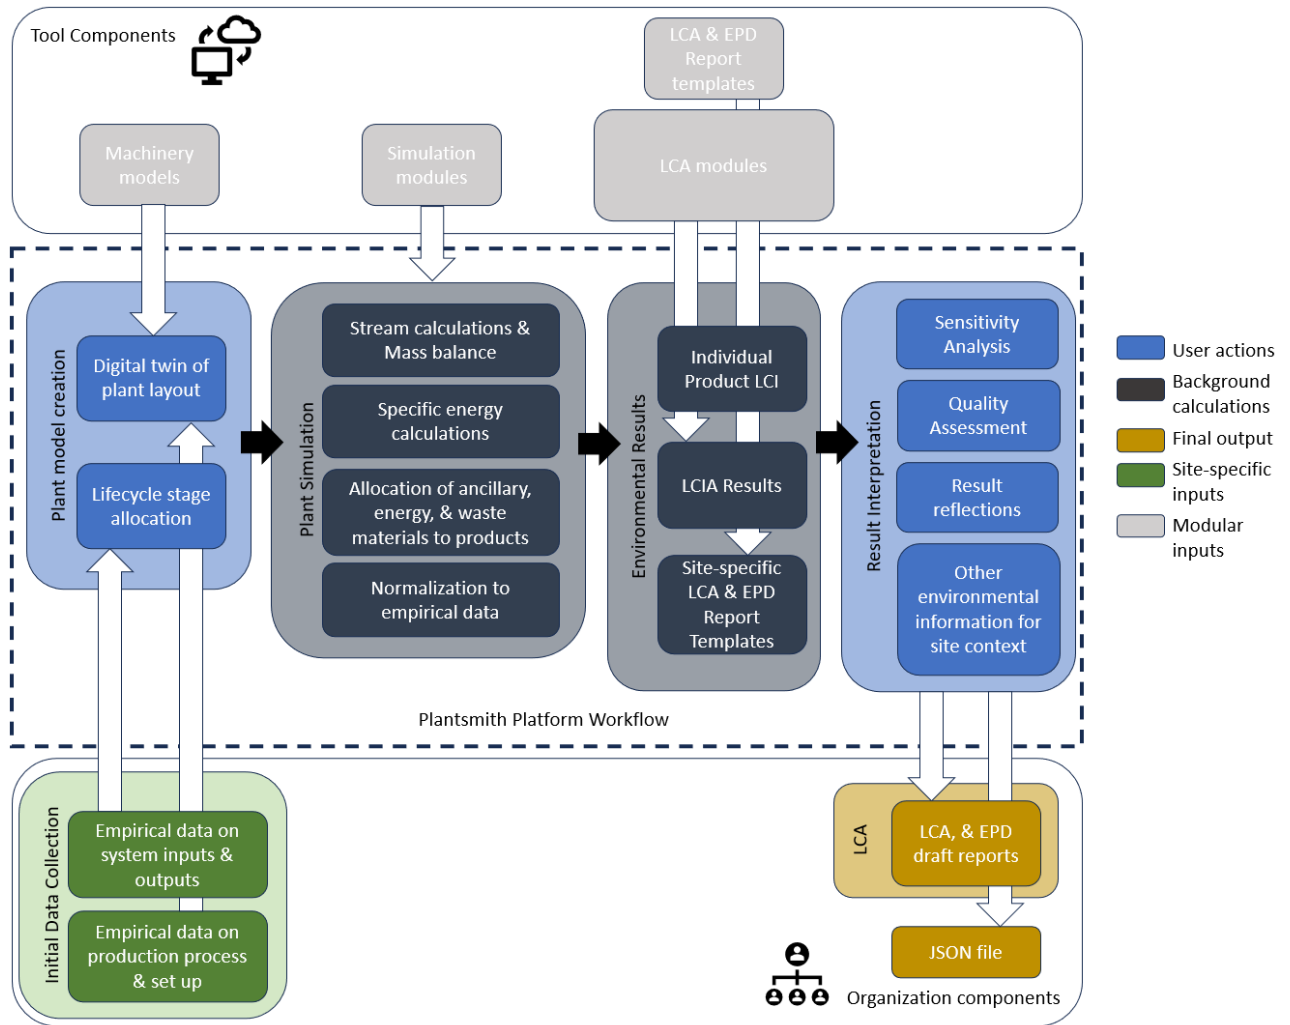 Tool Components
LCA & EPD
Report
templates
Machinery
models
Simulation
modules
LCA modules
Plant model creation
Digital twin of
plant layout
Lifecycle stage
allocation
Plant Simulation
Stream calculations &
Mass balance
Specific energy
calculations
Allocation of ancillary,
energy, & waste
materials to products
Normalization to
empirical data
Environmental Results
Individual
Product LCI
LCIA Results
Site-specific
LCA & EPD
Report
Templates
Result Interpretation
Sensitivity
Analysis
Quality
Assessment
Result
reflections
Other
environmental
information for
site context
User actions
Background
calculations
Final output
Site-specific
inputs
Modular
inputs
Plantsmith Platform Workflow
Initial Data Collection
Empirical data on
system inputs &
outputs
Empirical data on
production process
& set up
LCA
LCA, & EPD
draft reports
JSON file
Organization components